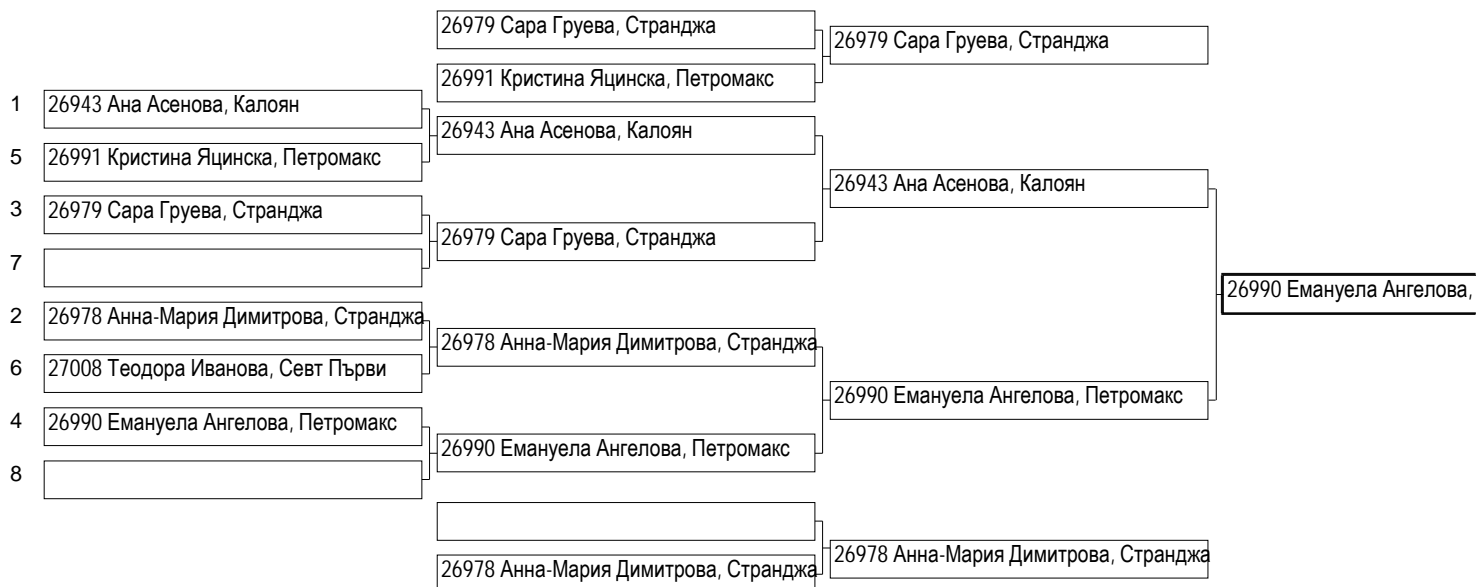 26979 Сара Груева, Странджа
26979 Сара Груева, Странджа
26991 Кристина Яцинска, Петромакс
1 26943 Ана Асенова, Калоян
26943 Ана Асенова, Калоян
5 26991 Кристина Яцинска, Петромакс
26943 Ана Асенова, Калоян
3 26979 Сара Груева, Странджа
26979 Сара Груева, Странджа
7
26990 Емануела Ангелова,
2 26978 Анна-Мария Димитрова, Странджа
26978 Анна-Мария Димитрова, Странджа
6 27008 Теодора Иванова, Севт Първи
26990 Емануела Ангелова, Петромакс
4 26990 Емануела Ангелова, Петромакс
26990 Емануела Ангелова, Петромакс
8
26978 Анна-Мария Димитрова, Странджа
26978 Анна-Мария Димитрова, Странджа